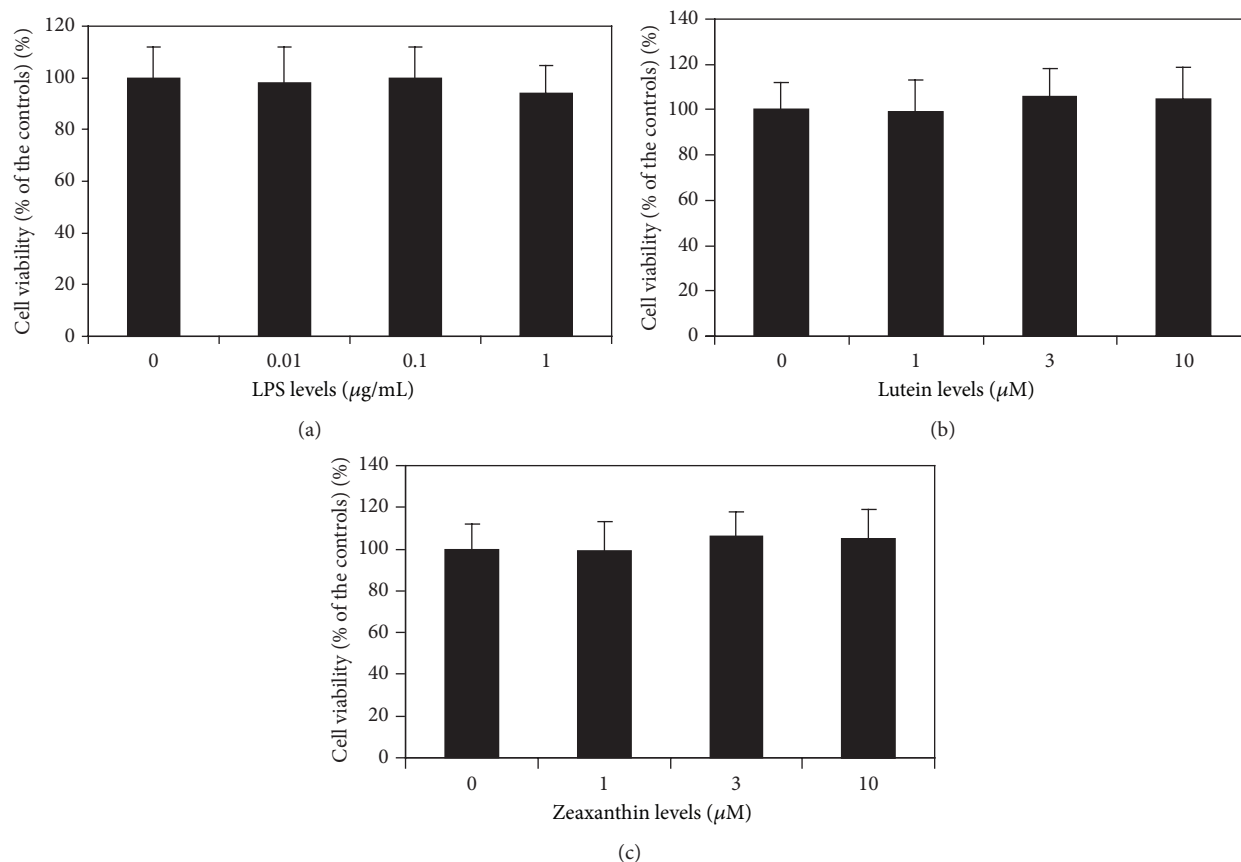 Cell viability (% of the controls) (%)
120
100
80
60
40
20
0
0 0.01 0.1 1
LPS levels (μg/mL)
(a)
Cell viability (% of the controls) (%)
140
120
100
80
60
40
20
0
0 1 3 10
Lutein levels (μM)
(b)
Cell viability (% of the controls) (%)
140
120
100
80
60
40
20
0
0 1 3 10
Zeaxanthin levels (μM)
(c)